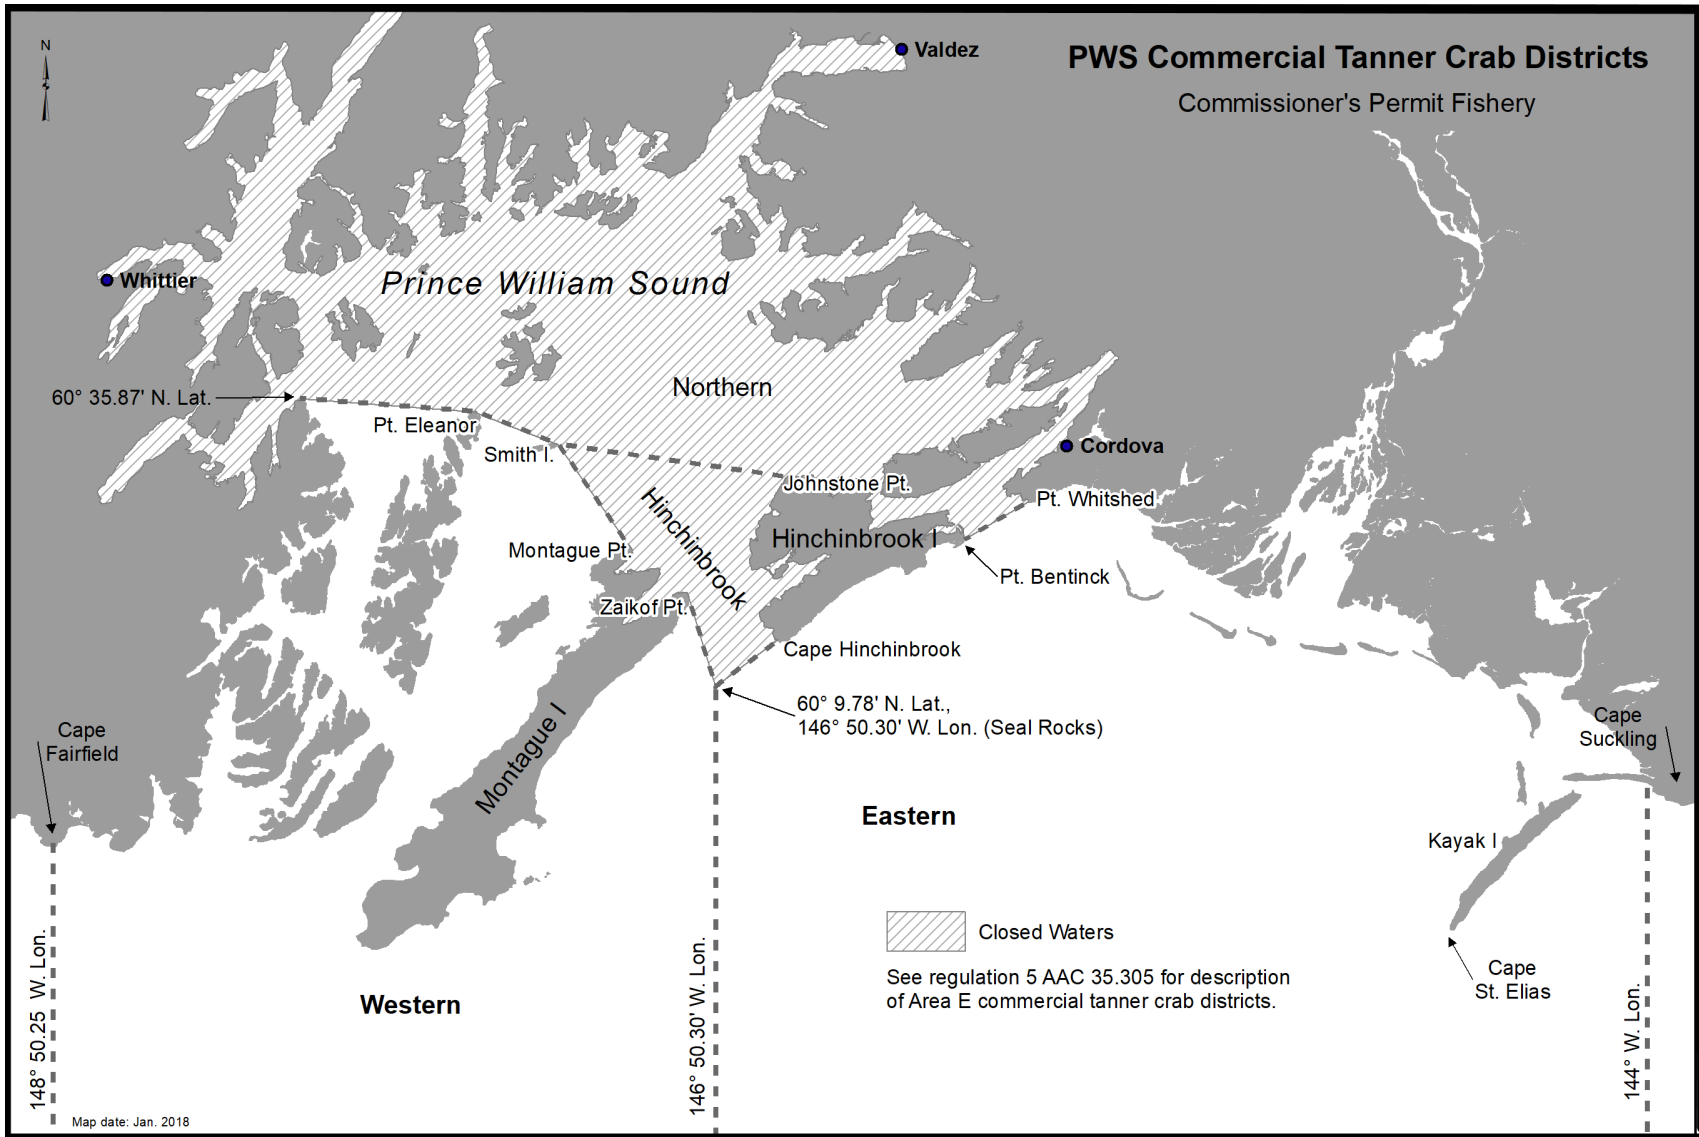 N
Valdez
PWS Commercial Tanner Crab Districts
Commissioner's Permit Fishery
Whittier
Prince William Sound
Northern
60° 35.87' N. Lat.
Pt. Eleanor
Smith I.
Cordova
Johnstone Pt.
Pt. Whitshed
Hinchinbrook
Hinchinbrook I
Montague Pt.
Pt. Bentinck
Zaikof Pt.
Cape Hinchinbrook
60° 9.78' N. Lat.,
146° 50.30' W. Lon. (Seal Rocks)
Cape
Fairfield
Montague I
Cape
Suckling
Eastern
Kayak I
Closed Waters
See regulation 5 AAC 35.305 for description
of Area E commercial tanner crab districts.
Cape
St. Elias
Western
148° 50.25 W. Lon.
146° 50.30' W. Lon.
144° W. Lon.
Map date: Jan. 2018